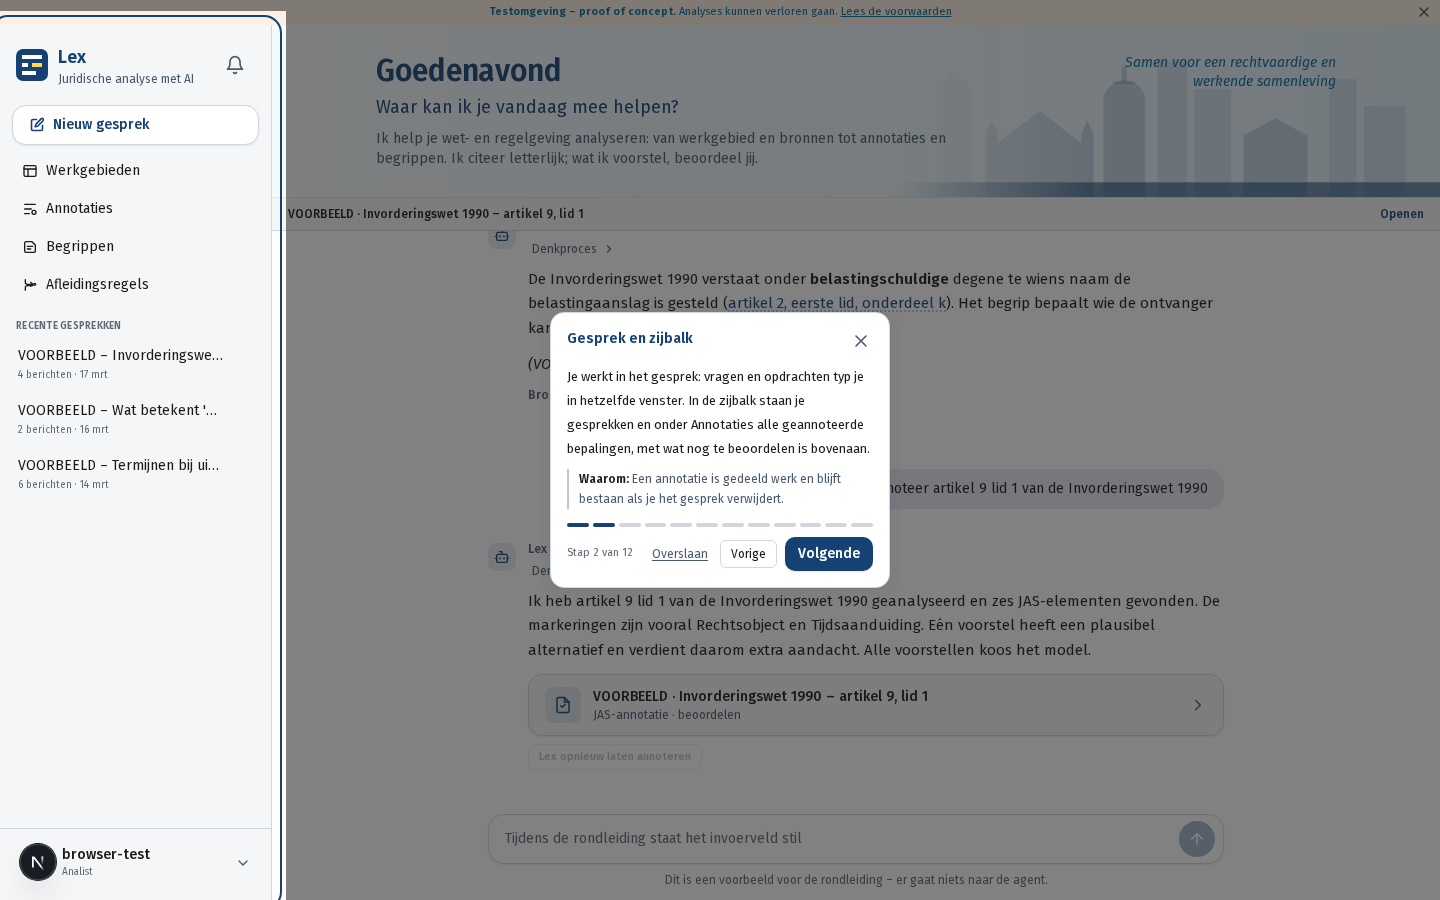 Testomgeving – proof of concept. Analyses kunnen verloren gaan. Lees de voorwaarden
Lex
Juridische analyse met AI
Nieuw gesprek
Werkgebieden
Annotaties
Begrippen
Afleidingsregels
RECENTE GESPREKKEN
VOORBEELD – Invorderingswe…
4 berichten · 17 mrt
VOORBEELD – Wat betekent '…
2 berichten · 16 mrt
VOORBEELD – Termijnen bij ui…
6 berichten · 14 mrt
browser-test
Analist
Goedenavond
Waar kan ik je vandaag mee helpen?
Ik help je wet- en regelgeving analyseren: van werkgebied en bronnen tot annotaties en
begrippen. Ik citeer letterlijk; wat ik voorstel, beoordeel jij.
Samen voor een rechtvaardige en
werkende samenleving
VOORBEELD · Invorderingswet 1990 – artikel 9, lid 1
Openen
Denkproces
De Invorderingswet 1990 verstaat onder belastingschuldige degene te wiens naam de
belastingaanslag is gesteld (artikel 2, eerste lid, onderdeel k). Het begrip bepaalt wie de ontvanger
Gesprek en zijbalk
Je werkt in het gesprek: vragen en opdrachten typ je
in hetzelfde venster. In de zijbalk staan je
gesprekken en onder Annotaties alle geannoteerde
bepalingen, met wat nog te beoordelen is bovenaan.
Waarom: Een annotatie is gedeeld werk en blijft
bestaan als je het gesprek verwijdert.
Stap 2 van 12
Overslaan
Vorige
Volgende
artikel 9 lid 1 van de Invorderingswet 1990
Lex
Ik heb artikel 9 lid 1 van de Invorderingswet 1990 geanalyseerd en zes JAS-elementen gevonden. De
markeringen zijn vooral Rechtsobject en Tijdsaanduiding. Eén voorstel heeft een plausibel
alternatief en verdient daarom extra aandacht. Alle voorstellen koos het model.
VOORBEELD · Invorderingswet 1990 – artikel 9, lid 1
JAS-annotatie · beoordelen
Lex opnieuw laten annoteren
Tijdens de rondleiding staat het invoerveld stil
Dit is een voorbeeld voor de rondleiding – er gaat niets naar de agent.